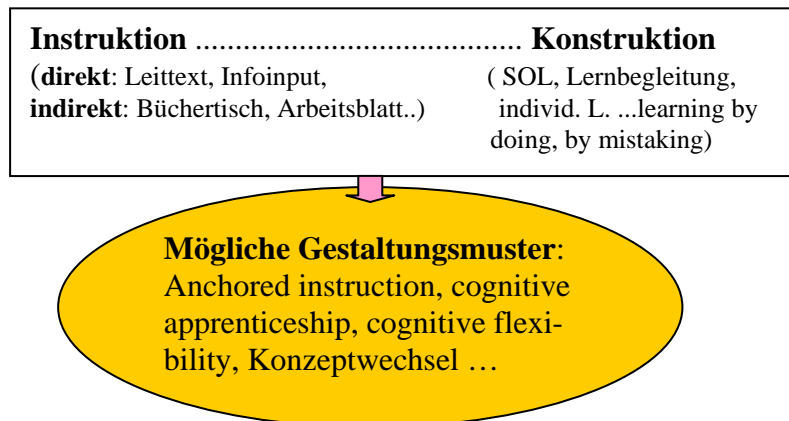 Instruktion ......................................... Konstruktion
(direkt: Leittext, Infoinput, ( SOL, Lernbegleitung,
indirekt: Büchertisch, Arbeitsblatt..) individ. L. ...learning by
doing, by mistaking)
Mögliche Gestaltungsmuster:
Anchored instruction, cognitive
apprenticeship, cognitive flexi-
bility, Konzeptwechsel …